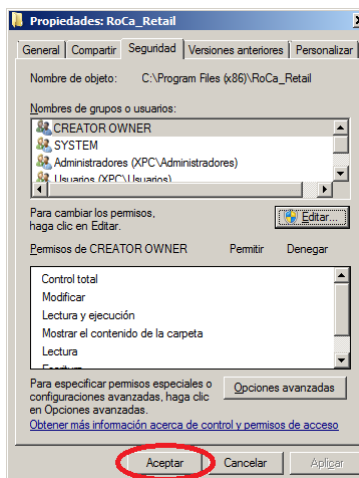 Propiedades: RoCa_Retail
General Compartir Seguridad Versiones anteriores Personalizar
Nombre de objeto: C:\Program Files (x86)\RoCa_Retail
Nombres de grupos o usuarios:
CREATOR OWNER
SYSTEM
Administradores (XPC\Administradores)
Usuarios (XPC\Usuarios)
Para cambiar los permisos,
haga clic en Editar.
Editar...
Permisos de CREATOR OWNER Permitir Denegar
Control total
Modificar
Lectura y ejecución
Mostrar el contenido de la carpeta
Lectura
Escritura
Para especificar permisos especiales o
configuraciones avanzadas, haga clic
en Opciones avanzadas.
Opciones avanzadas
Obtener más información acerca de control y permisos de acceso
Aceptar Cancelar Aplicar